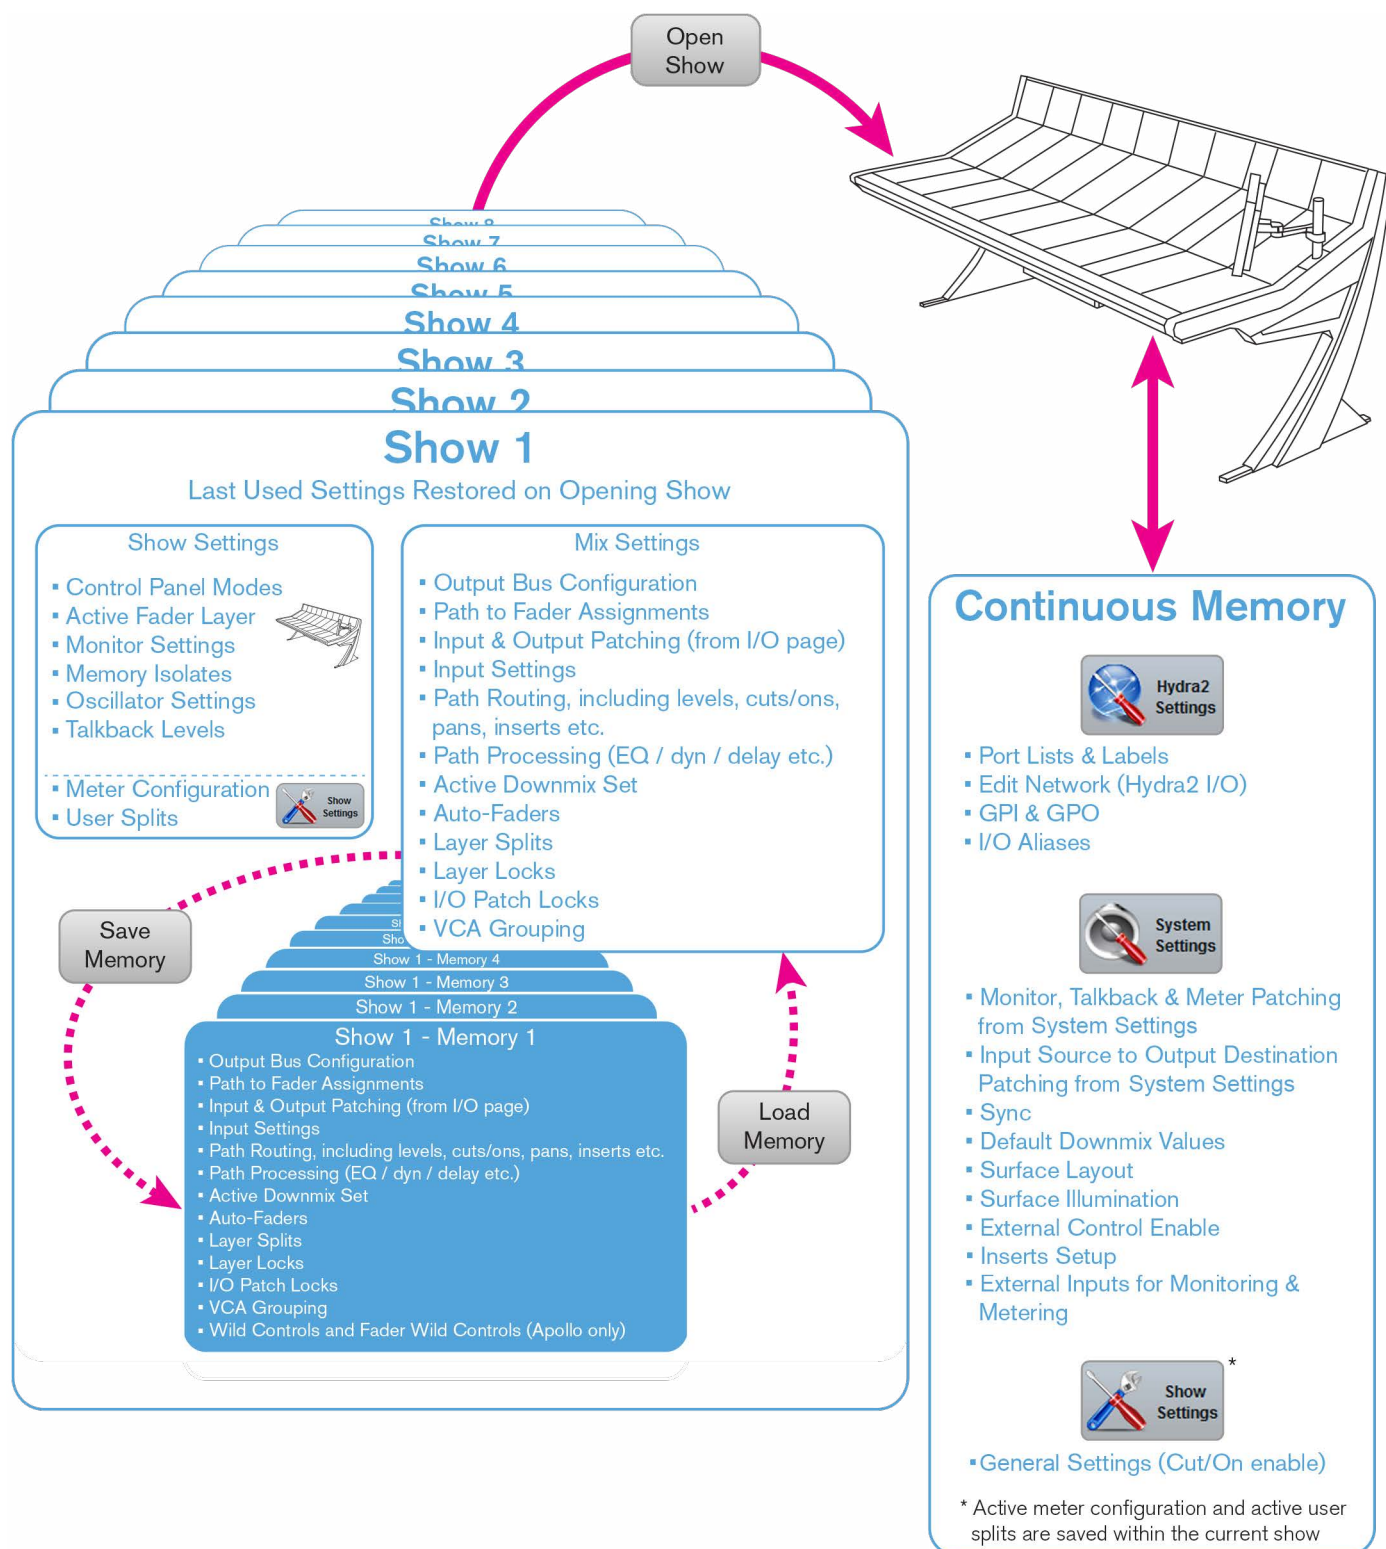 Open
Show
Show 8
Show 7
Show 6
Show 5
Show 4
Show 3
Show 2
Show 1
Last Used Settings Restored on Opening Show
Show Settings
▪ Control Panel Modes
▪ Active Fader Layer
▪ Monitor Settings
▪ Memory Isolates
▪ Oscillator Settings
▪ Talkback Levels
▪ Meter Configuration
▪ User Splits
Show
Settings
Mix Settings
▪ Output Bus Configuration
▪ Path to Fader Assignments
▪ Input & Output Patching (from I/O page)
▪ Input Settings
▪ Path Routing, including levels, cuts/ons,
pans, inserts etc.
▪ Path Processing (EQ / dyn / delay etc.)
▪ Active Downmix Set
▪ Auto-Faders
▪ Layer Splits
▪ Layer Locks
▪ I/O Patch Locks
▪ VCA Grouping
Save
Memory
Show 1 - Memory 4
Show 1 - Memory 3
Show 1 - Memory 2
Show 1 - Memory 1
▪ Output Bus Configuration
▪ Path to Fader Assignments
▪ Input & Output Patching (from I/O page)
▪ Input Settings
▪ Path Routing, including levels, cuts/ons, pans, inserts etc.
▪ Path Processing (EQ / dyn / delay etc.)
▪ Active Downmix Set
▪ Auto-Faders
▪ Layer Splits
▪ Layer Locks
▪ I/O Patch Locks
▪ VCA Grouping
▪ Wild Controls and Fader Wild Controls (Apollo only)
Load
Memory
Continuous Memory
Hydra2
Settings
▪ Port Lists & Labels
▪ Edit Network (Hydra2 I/O)
▪ GPI & GPO
▪ I/O Aliases
System
Settings
▪ Monitor, Talkback & Meter Patching
from System Settings
▪ Input Source to Output Destination
Patching from System Settings
▪ Sync
▪ Default Downmix Values
▪ Surface Layout
▪ Surface Illumination
▪ External Control Enable
▪ Inserts Setup
▪ External Inputs for Monitoring &
Metering
Show
Settings
*
▪ General Settings (Cut/On enable)
* Active meter configuration and active user
splits are saved within the current show